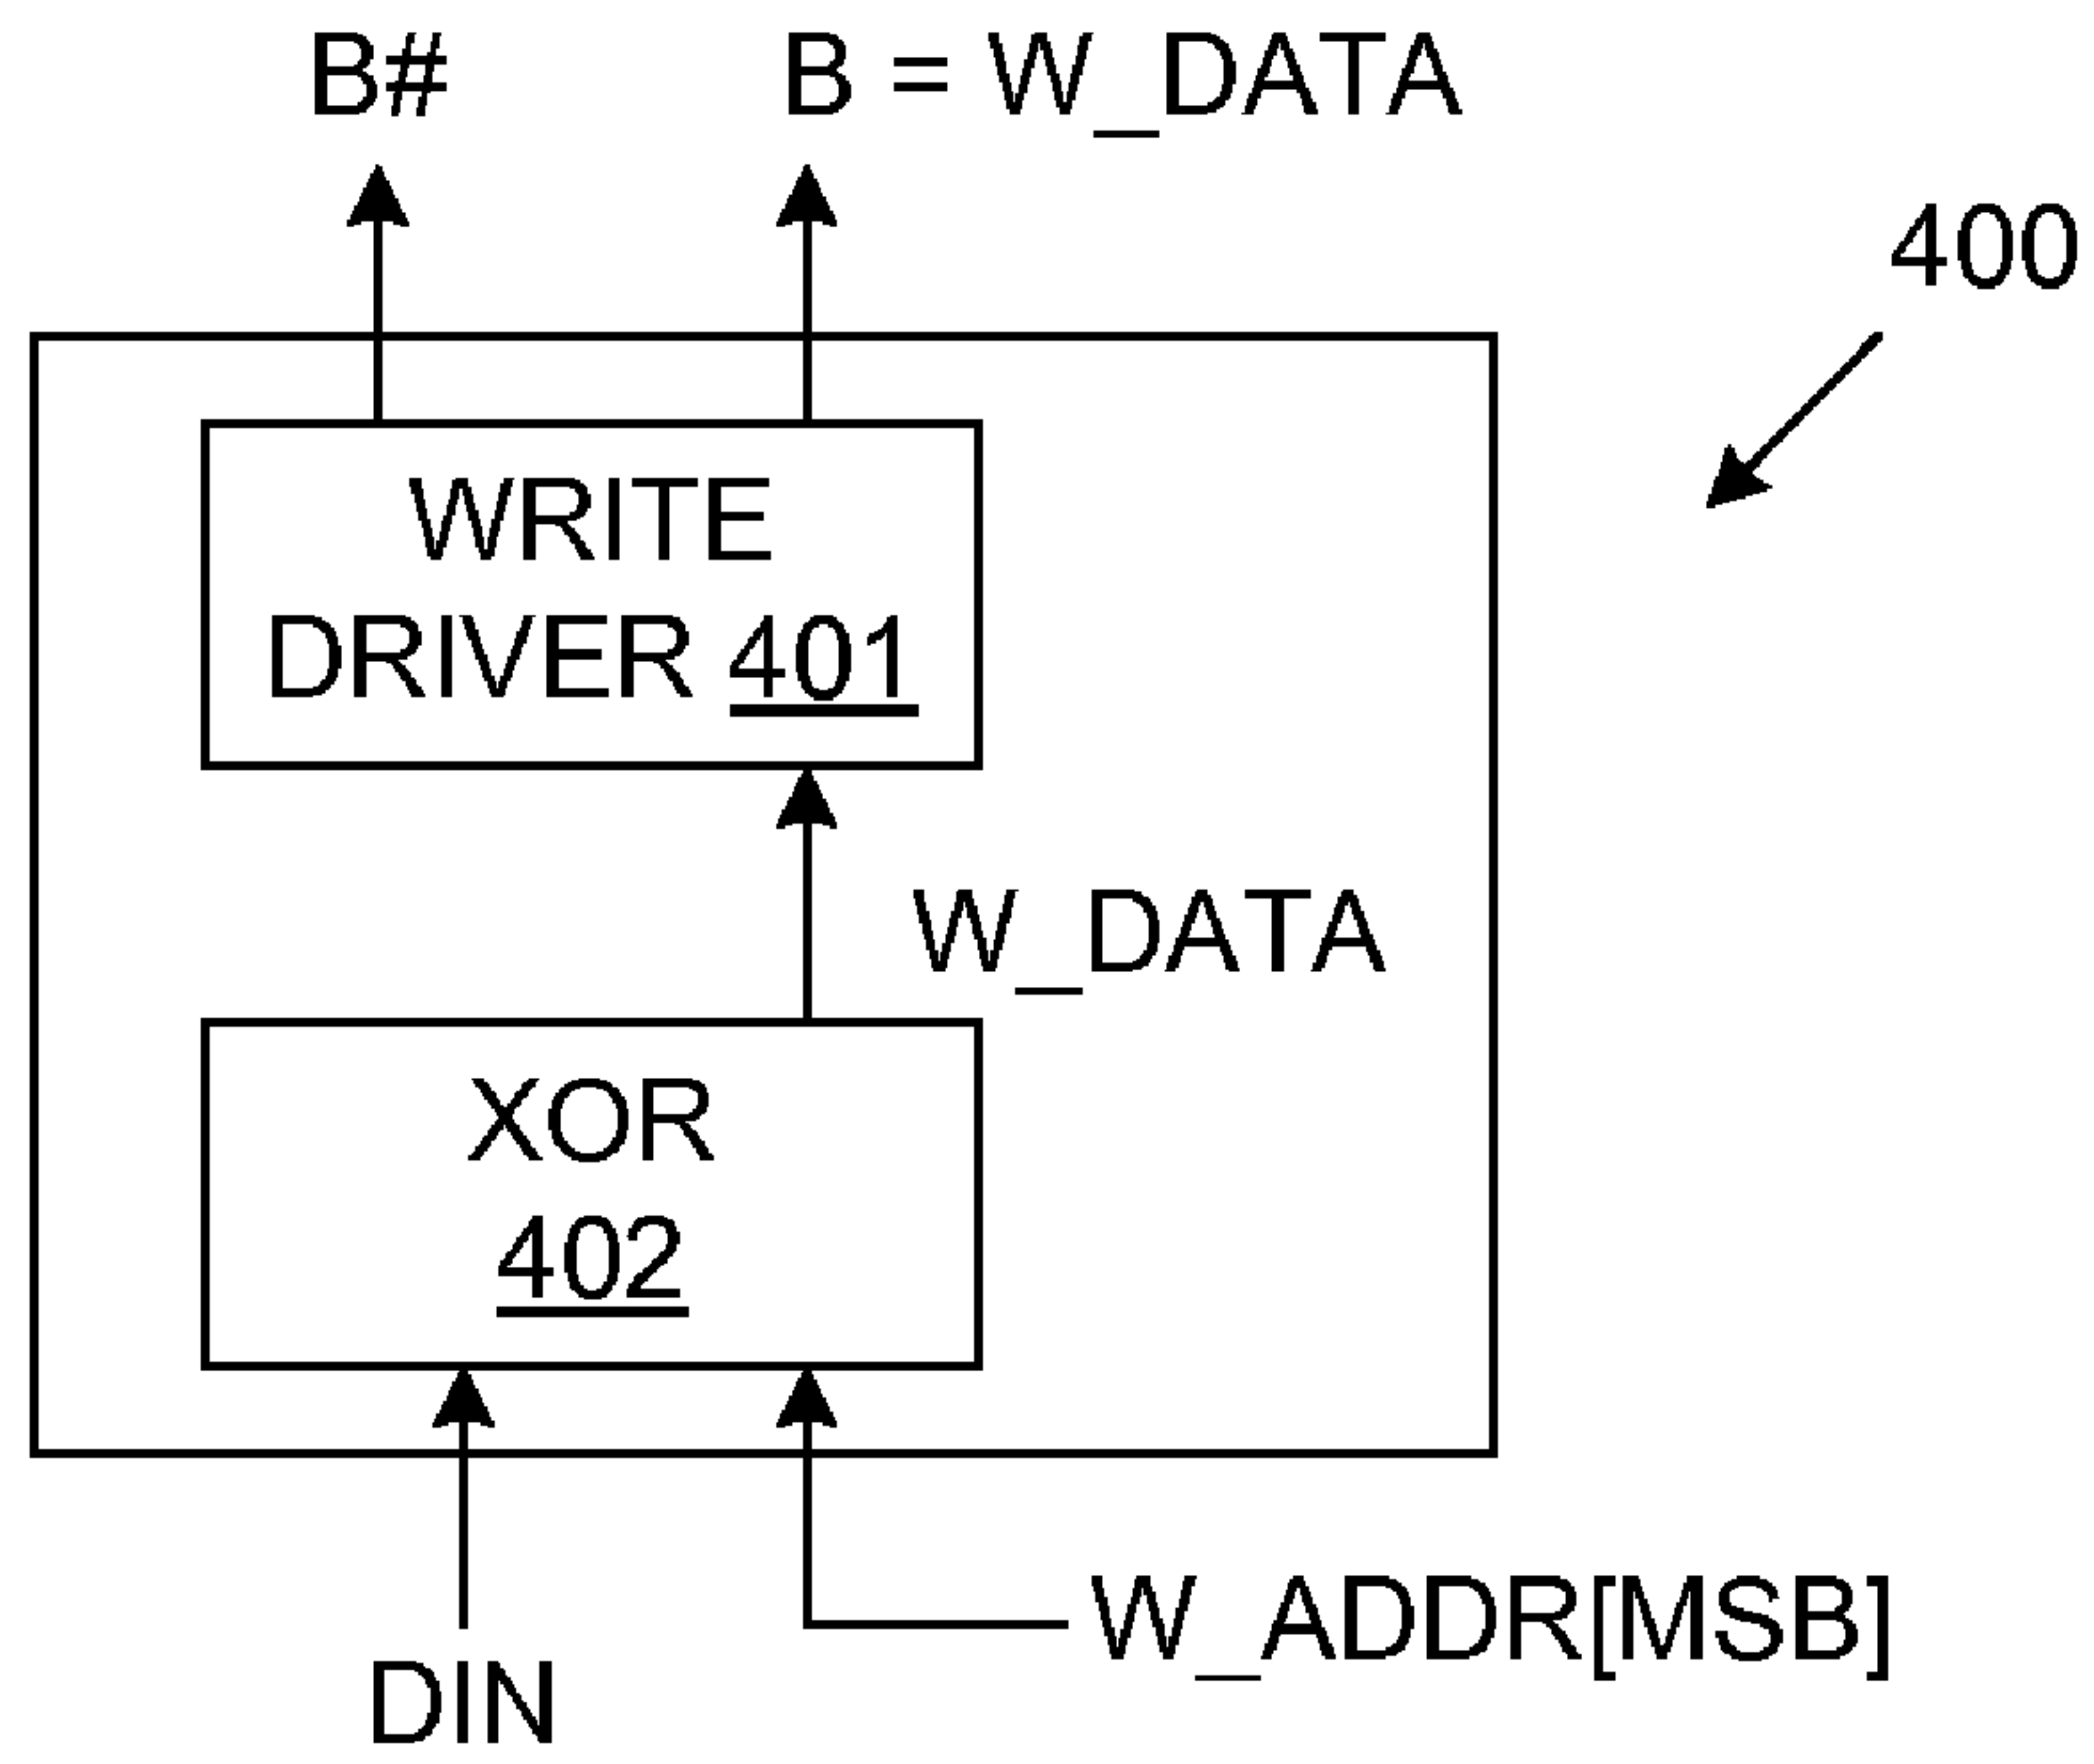 B#
B = W_DATA
400
WRITE
DRIVER 401
W_DATA
XOR
402
W_ADDR[MSB]
DIN